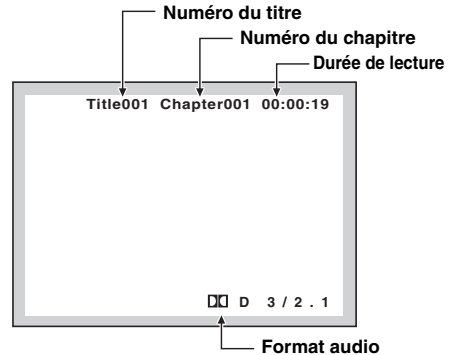 Numéro du titre
Numéro du chapitre
Durée de lecture
Title001 Chapter001 00:00:19
D 3/2.1
Format audio